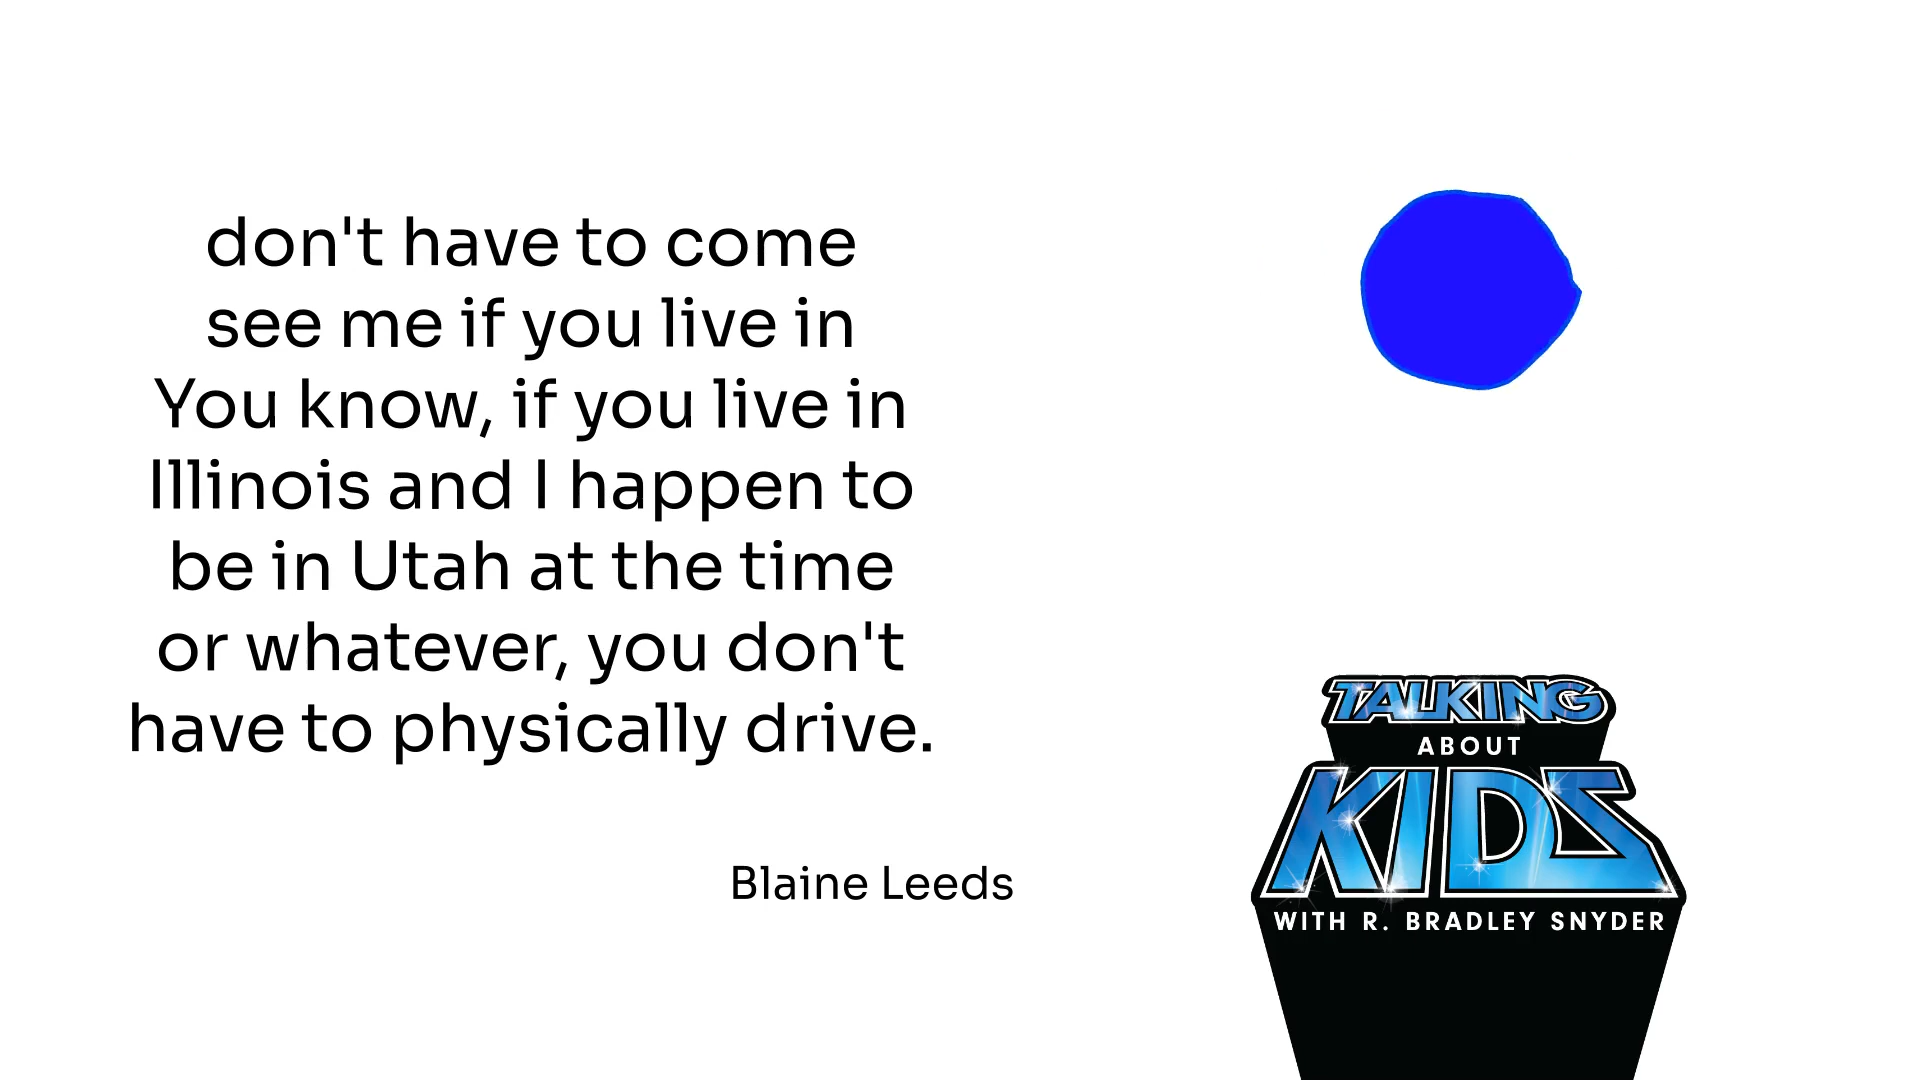 don't have to come
see me if you live in
You know, if you live in
Illinois and I happen to
be in Utah at the time
or whatever, you don't
have to physically drive.
Blaine Leeds
TALKING
ABOUT
KIDS
WITH R. BRADLEY SNYDER